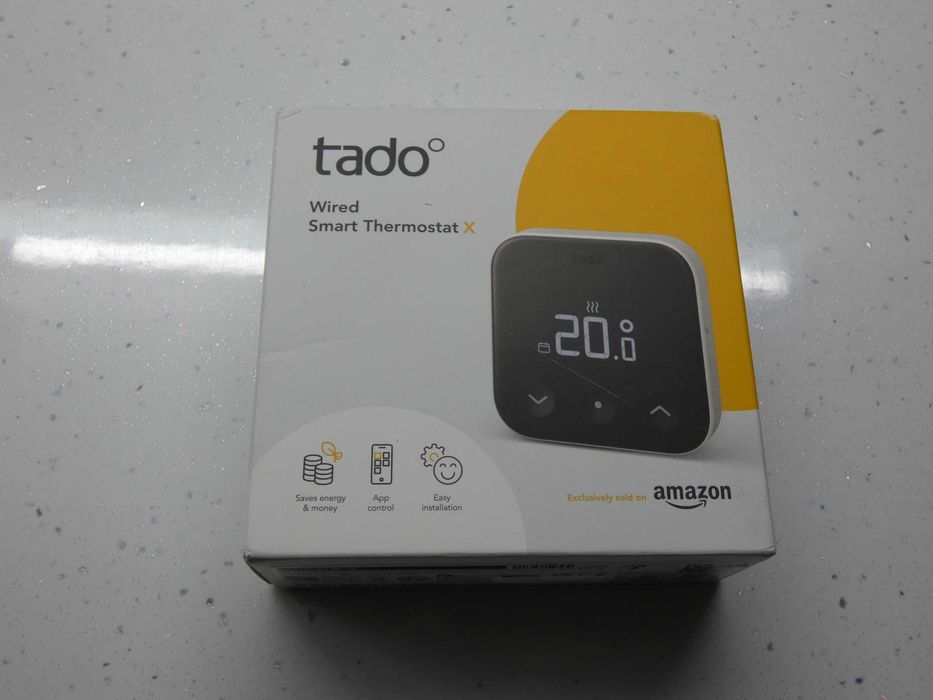 tado°
Wired
Smart Thermostat X
tado°
20.0°
Saves energy
& money
App
control
Easy
installation
Exclusively sold on amazon